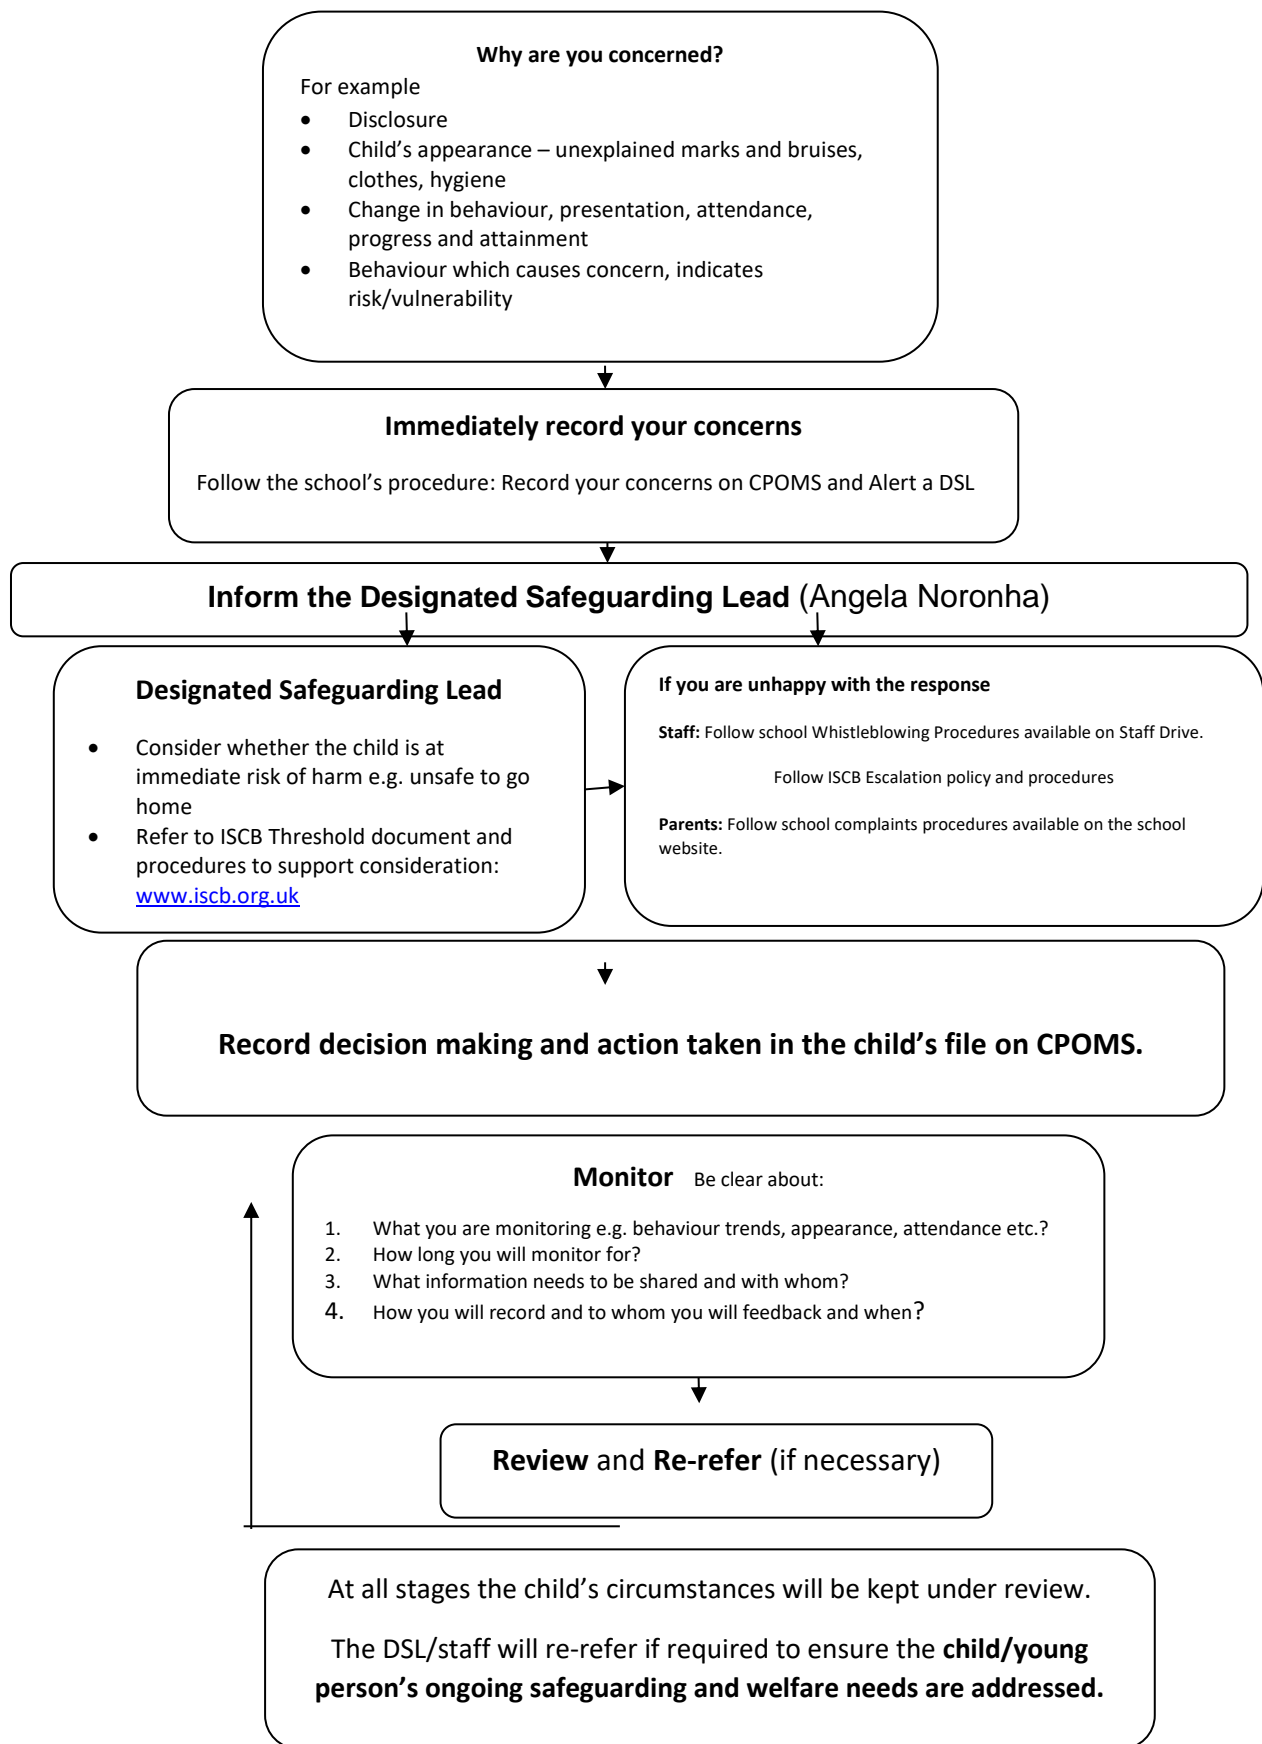 Why are you concerned?
For example
• Disclosure
• Child’s appearance – unexplained marks and bruises,
clothes, hygiene
• Change in behaviour, presentation, attendance,
progress and attainment
• Behaviour which causes concern, indicates
risk/vulnerability
Immediately record your concerns
Follow the school’s procedure: Record your concerns on CPOMS and Alert a DSL
Inform the Designated Safeguarding Lead (Angela Noronha)
Designated Safeguarding Lead
• Consider whether the child is at
immediate risk of harm e.g. unsafe to go
home
• Refer to ISCB Threshold document and
procedures to support consideration:
www.iscb.org.uk
If you are unhappy with the response
Staff: Follow school Whistleblowing Procedures available on Staff Drive.
Follow ISCB Escalation policy and procedures
Parents: Follow school complaints procedures available on the school
website.
Record decision making and action taken in the child’s file on CPOMS.
Monitor Be clear about:
1. What you are monitoring e.g. behaviour trends, appearance, attendance etc.?
2. How long you will monitor for?
3. What information needs to be shared and with whom?
4. How you will record and to whom you will feedback and when?
Review and Re-refer (if necessary)
At all stages the child’s circumstances will be kept under review.
The DSL/staff will re-refer if required to ensure the child/young
person’s ongoing safeguarding and welfare needs are addressed.